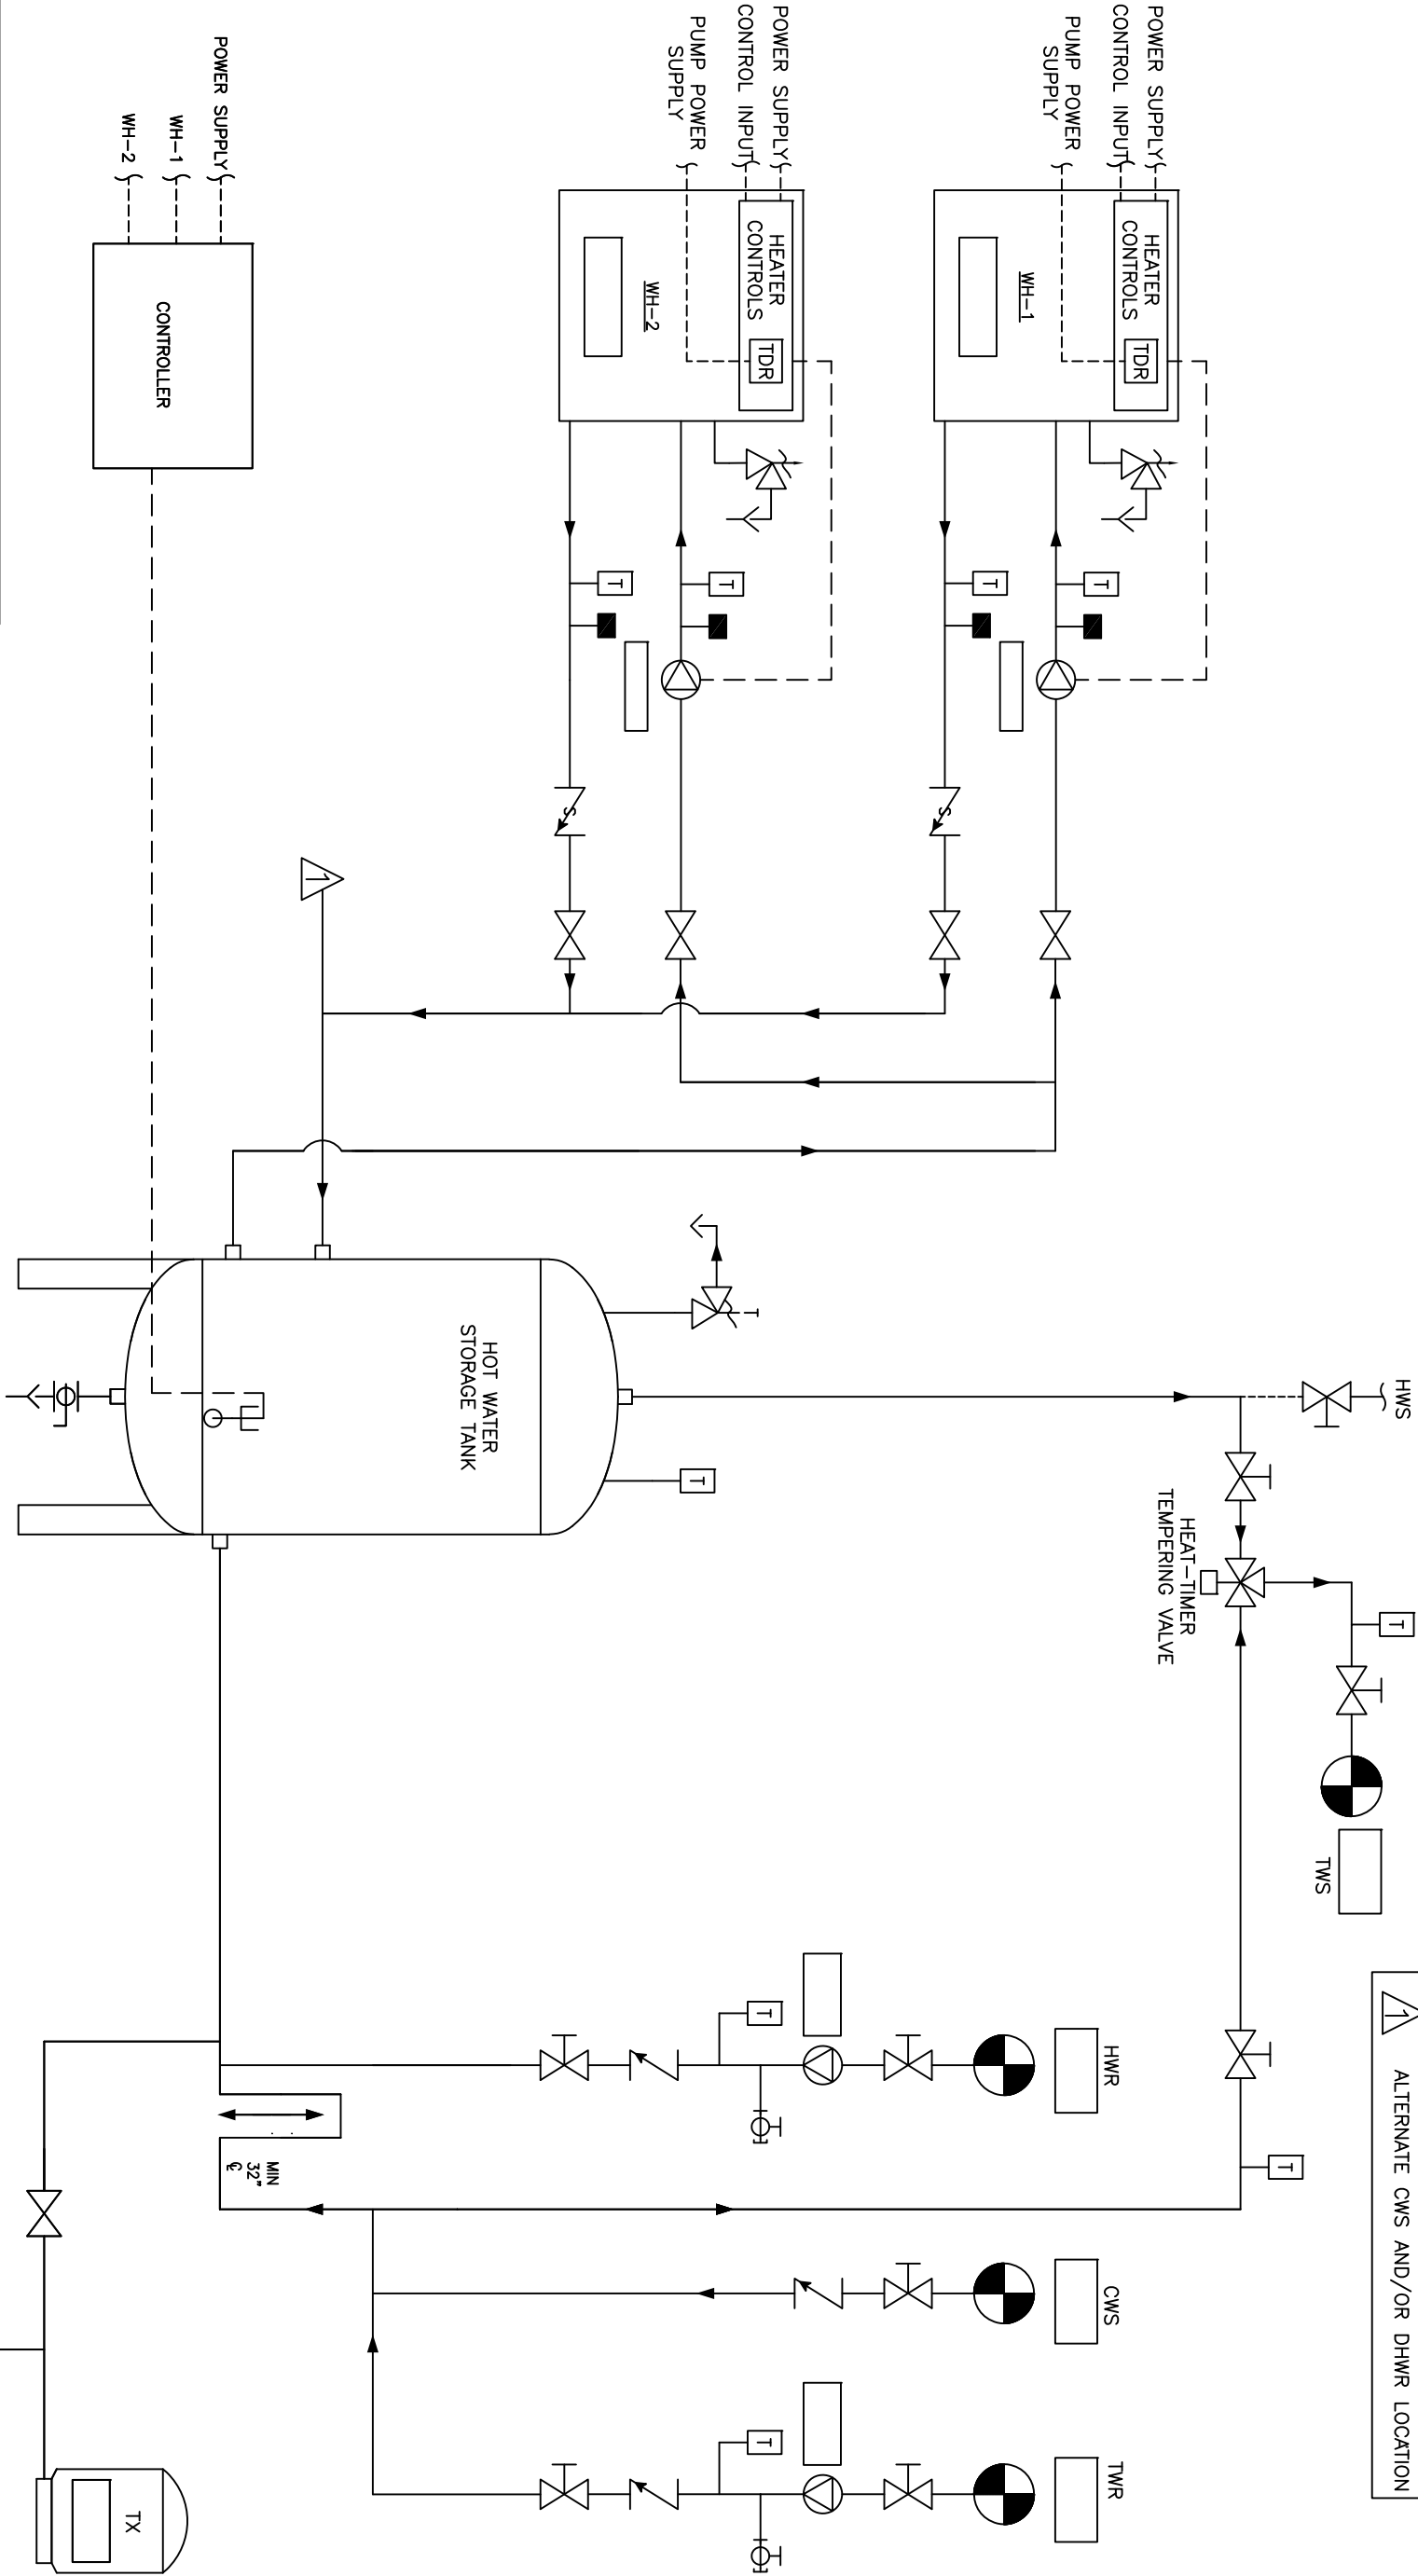 POWER SUPPLY
CONTROL INPUT
PUMP POWER
SUPPLY
HEATER
CONTROLS
TDR
WH-1
T
T
S
POWER SUPPLY
CONTROL INPUT
PUMP POWER
SUPPLY
HEATER
CONTROLS
TDR
WH-2
T
T
S
POWER SUPPLY
WH-1
WH-2
CONTROLLER
1
HOT WATER
STORAGE TANK
T
HWS
HEAT-TIMER
TEMPERING VALVE
T
TWS
1 ALTERNATE CWS AND/OR DHWR LOCATION
HWR
T
T
MIN
32"
℄
CWS
TWR
T
TX